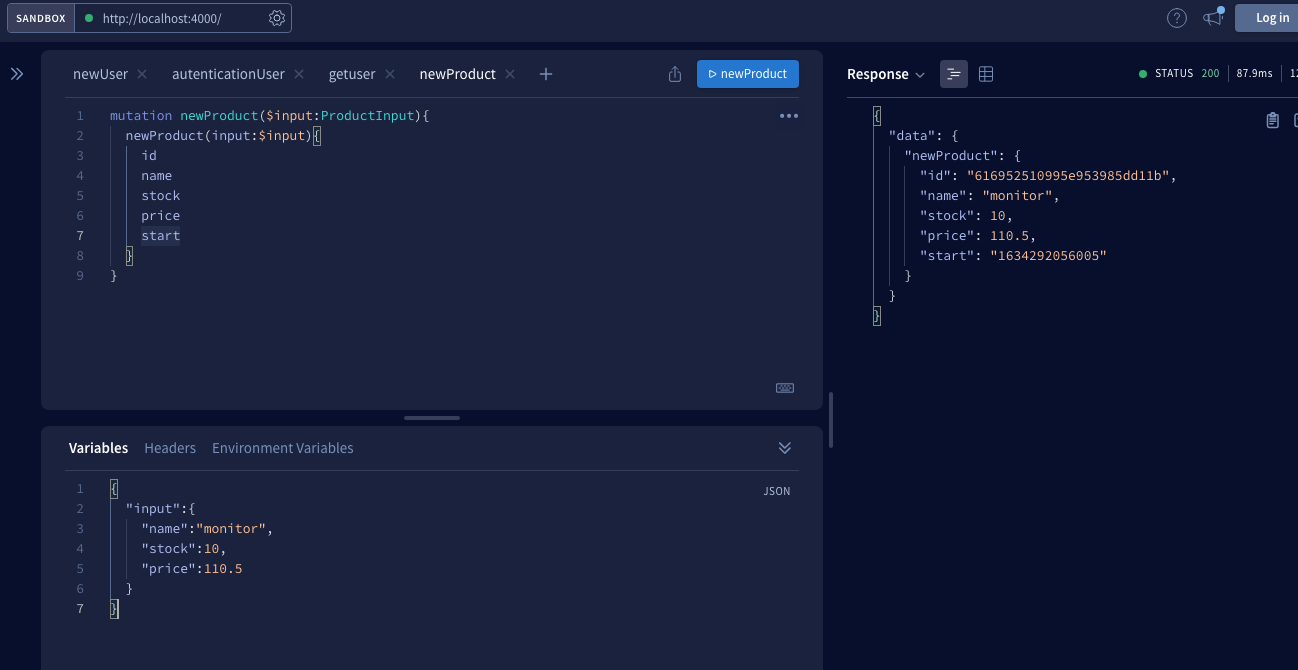 SANDBOX http://localhost:4000/ ? Log in
newUser autenticationUser getuser newProduct newProduct
1 mutation newProduct($input:ProductInput){
2 newProduct(input:$input){
3 id
4 name
5 stock
6 price
7 start
8 }
9 }
Variables Headers Environment Variables
JSON
1 {
2 "input":{
3 "name":"monitor",
4 "stock":10,
5 "price":110.5
6 }
7 }
Response STATUS 200 87.9ms
{
"data": {
"newProduct": {
"id": "616952510995e953985dd11b",
"name": "monitor",
"stock": 10,
"price": 110.5,
"start": "1634292056005"
}
}
}